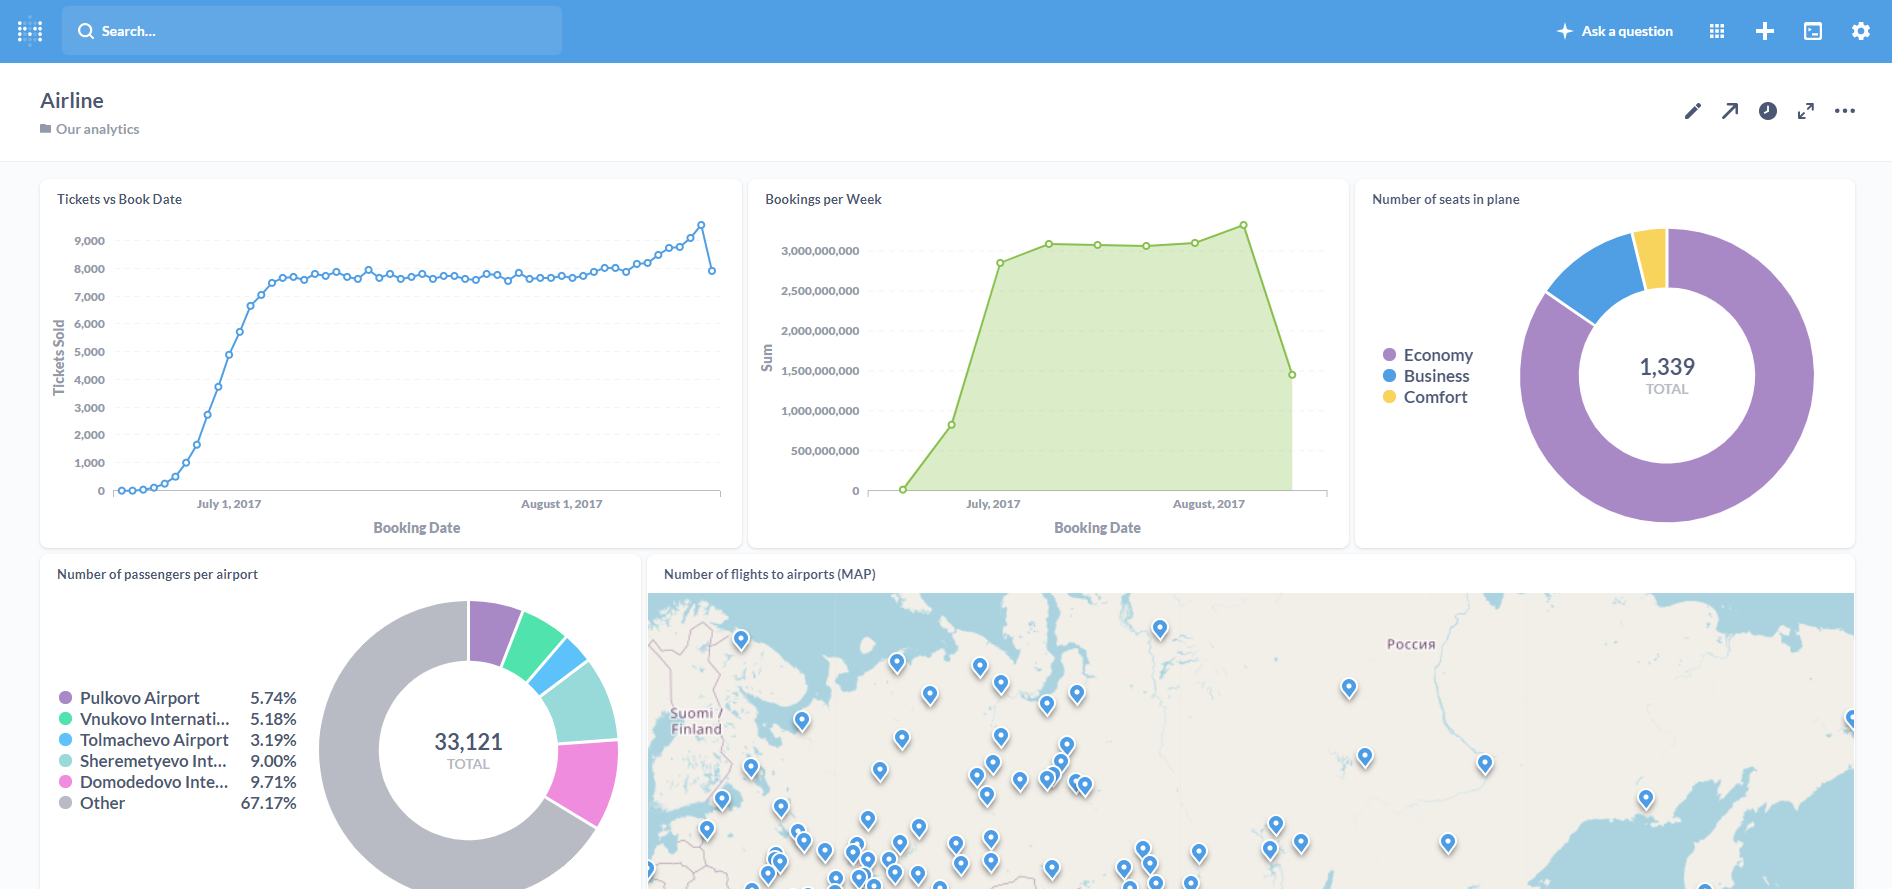 Search...
Ask a question
Airline
Our analytics
Tickets vs Book Date
9,000
8,000
7,000
6,000
5,000
4,000
3,000
2,000
1,000
0
Tickets Sold
July 1, 2017
August 1, 2017
Booking Date
Bookings per Week
3,000,000,000
2,500,000,000
2,000,000,000
1,500,000,000
1,000,000,000
500,000,000
0
Sum
July, 2017
August, 2017
Booking Date
Number of seats in plane
Economy
Business
Comfort
1,339
TOTAL
Number of passengers per airport
Pulkovo Airport 5.74%
Vnukovo Internati... 5.18%
Tolmachevo Airport 3.19%
Sheremetyevo Int... 9.00%
Domodedovo Inte... 9.71%
Other 67.17%
33,121
TOTAL
Number of flights to airports (MAP)
Россия
Suomi /
Finland